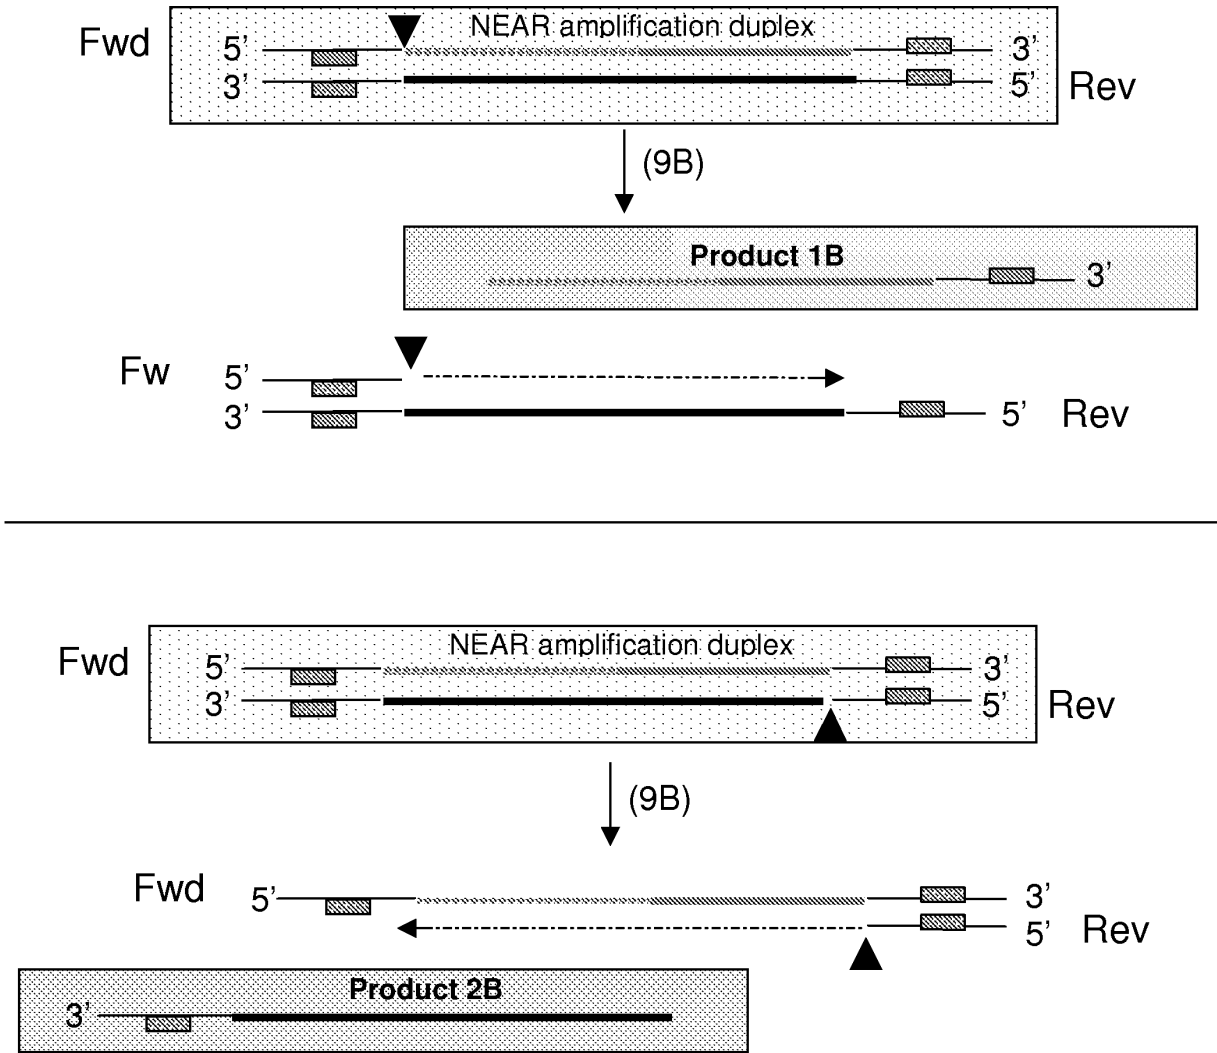 NEAR amplification duplex
Fwd 5’ 3’
3’ 5’ Rev
(9B)
Product 1B
3’
Fw 5’
3’ 5’ Rev
NEAR amplification duplex
Fwd 5’ 3’
3’ 5’ Rev
(9B)
Fwd 5’ 3’
5’ Rev
Product 2B
3’